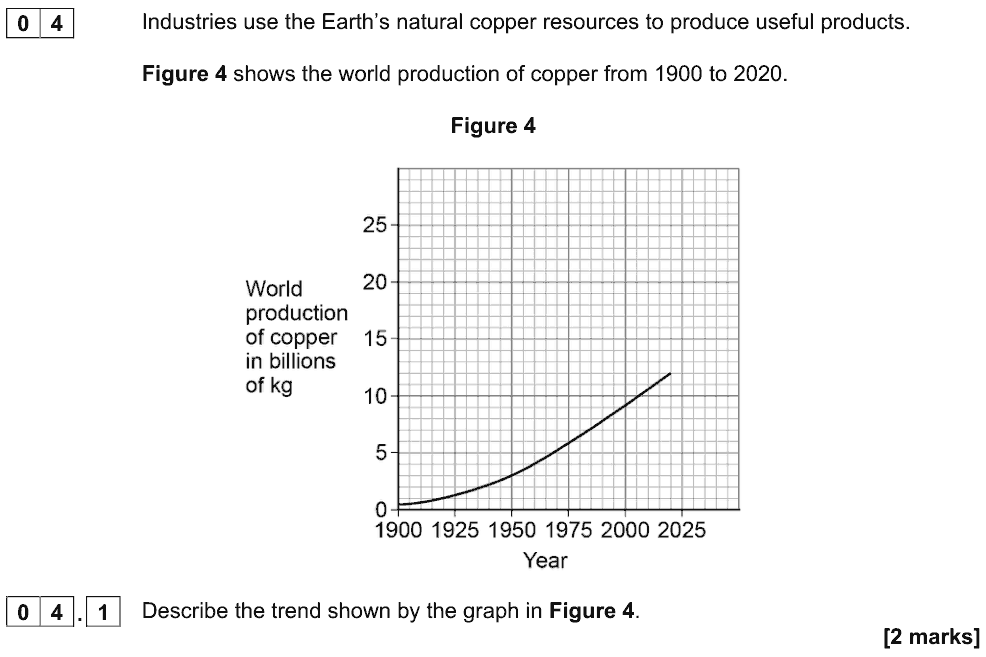 0 4 Industries use the Earth's natural copper resources to produce useful products.
Figure 4 shows the world production of copper from 1900 to 2020.
Figure 4
25
20
15
10
5
0
World
production
of copper
in billions
of kg
1900 1925 1950 1975 2000 2025
Year
0 4 . 1 Describe the trend shown by the graph in Figure 4.
[2 marks]